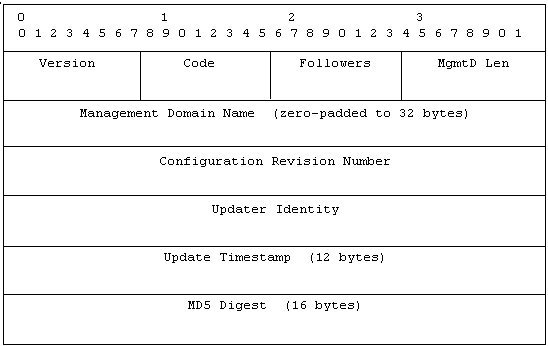 0 1 2 3
0 1 2 3 4 5 6 7 8 9 0 1 2 3 4 5 6 7 8 9 0 1 2 3 4 5 6 7 8 9 0 1
Version Code Followers MgmtD Len
Management Domain Name (zero-padded to 32 bytes)
Configuration Revision Number
Updater Identity
Update Timestamp (12 bytes)
MD5 Digest (16 bytes)